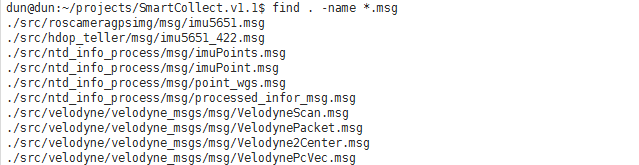 dun@dun:~/projects/SmartCollect.v1.1$ find . -name *.msg
./src/roscameragpsimg/msg/imu5651.msg
./src/hdop_teller/msg/imu5651_422.msg
./src/ntd_info_process/msg/imuPoints.msg
./src/ntd_info_process/msg/imuPoint.msg
./src/ntd_info_process/msg/point_wgs.msg
./src/ntd_info_process/msg/processed_infor_msg.msg
./src/velodyne/velodyne_msgs/msg/VelodyneScan.msg
./src/velodyne/velodyne_msgs/msg/VelodynePacket.msg
./src/velodyne/velodyne_msgs/msg/Velodyne2Center.msg
./src/velodyne/velodyne_msgs/msg/VelodynePcVec.msg